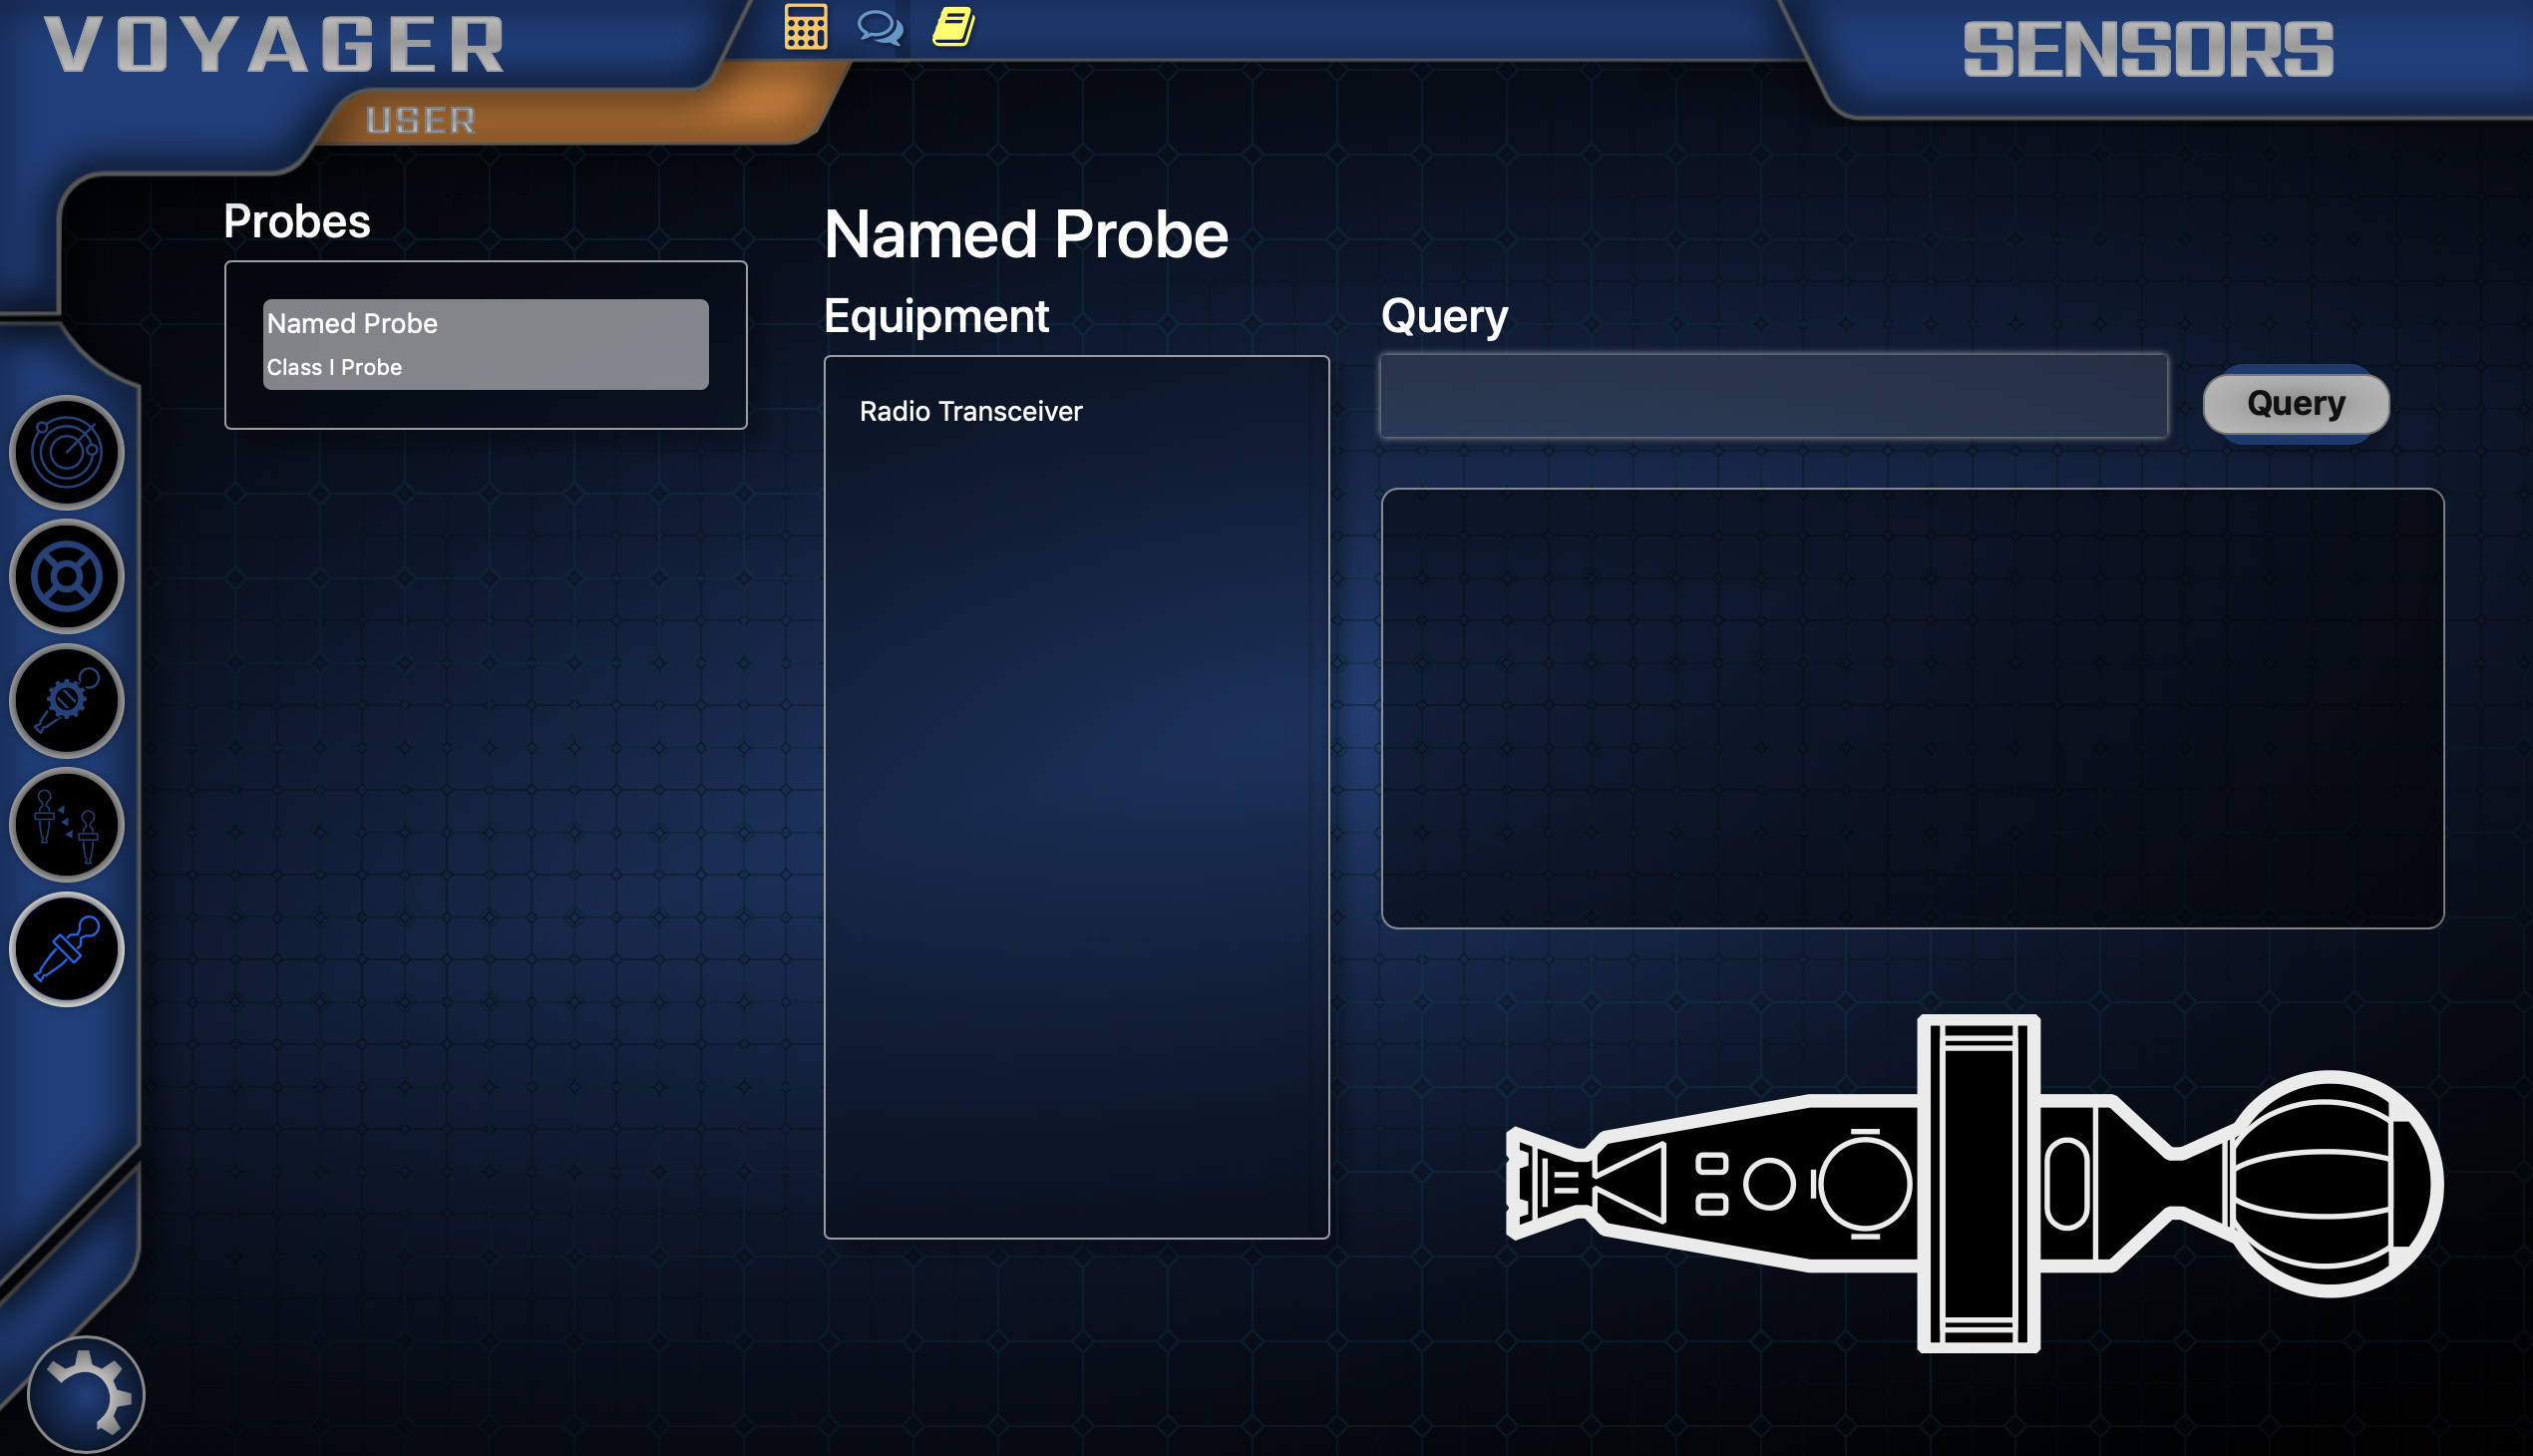 VOYAGER
SENSORS
USER
Probes
Named Probe
Class I Probe
Named Probe
Equipment
Radio Transceiver
Query
Query